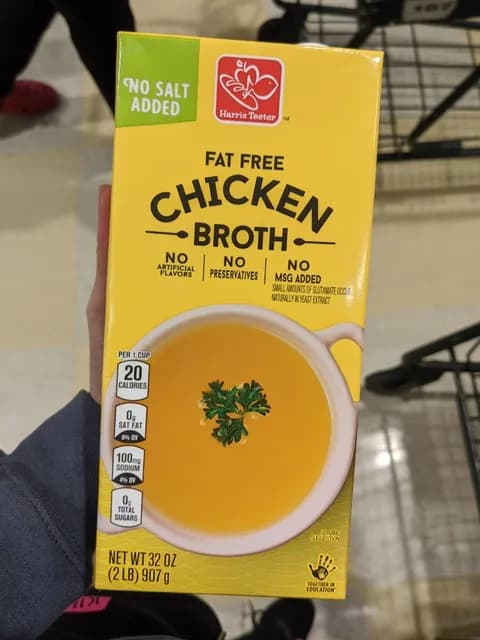 NO SALT
ADDED
Harris Teeter
FAT FREE
CHICKEN
BROTH
NO
ARTIFICIAL
FLAVORS
NO
PRESERVATIVES
NO
MSG ADDED
SMALL AMOUNTS OF GLUTAMATE OCCUR
NATURALLY IN YEAST EXTRACT
PER 1 CUP
20
CALORIES
0g
SAT FAT
0% DV
100mg
SODIUM
4% DV
0g
TOTAL
SUGARS
NET WT 32 OZ
(2 LB) 907 g
TOGETHER IN
EDUCATION